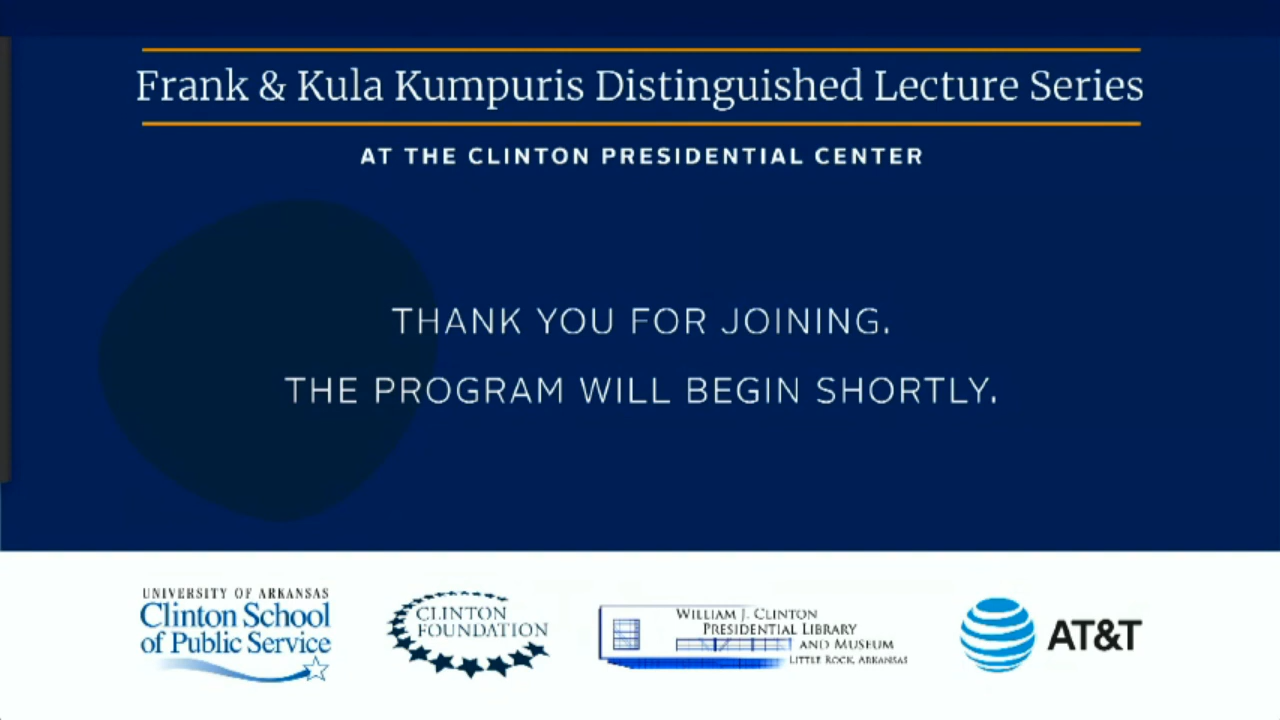 Frank & Kula Kumpuris Distinguished Lecture Series
AT THE CLINTON PRESIDENTIAL CENTER
THANK YOU FOR JOINING.
THE PROGRAM WILL BEGIN SHORTLY.
UNIVERSITY OF ARKANSAS
Clinton School
of Public Service
CLINTON
FOUNDATION
WILLIAM J. CLINTON
PRESIDENTIAL LIBRARY
AND MUSEUM
LITTLE ROCK, ARKANSAS
AT&T